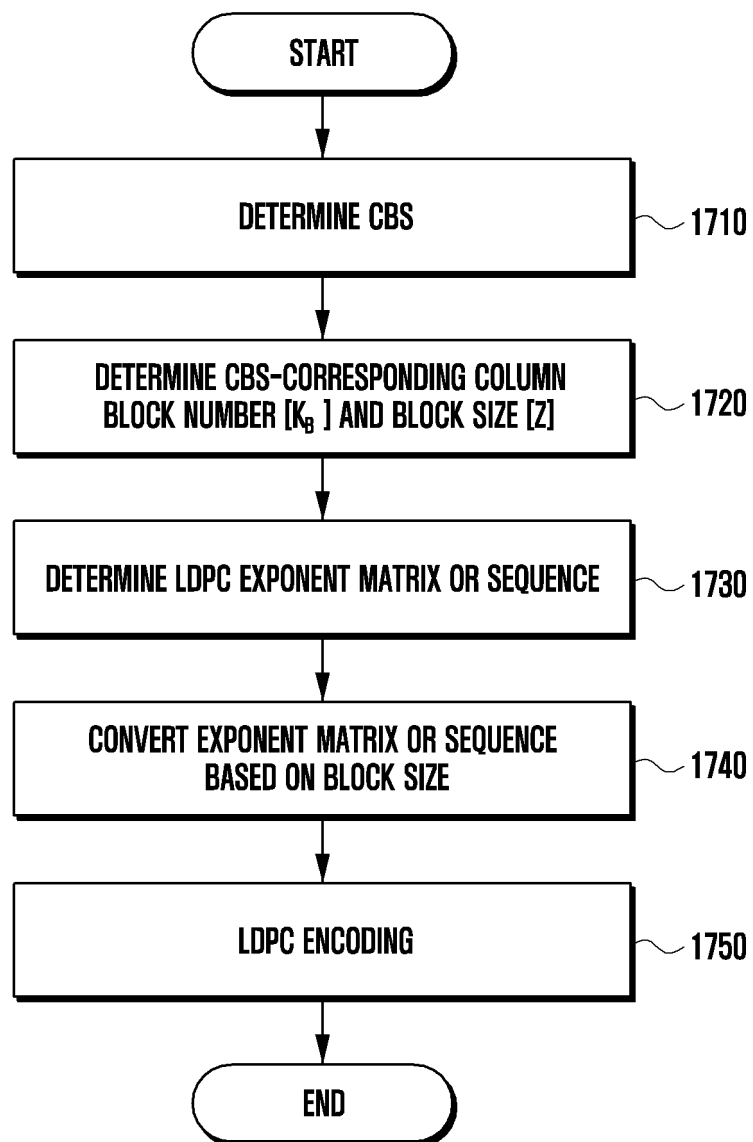 START
DETERMINE CBS
1710
DETERMINE CBS-CORRESPONDING COLUMN
BLOCK NUMBER [KB ] AND BLOCK SIZE [Z]
1720
DETERMINE LDPC EXPONENT MATRIX OR SEQUENCE
1730
CONVERT EXPONENT MATRIX OR SEQUENCE
BASED ON BLOCK SIZE
1740
LDPC ENCODING
1750
END